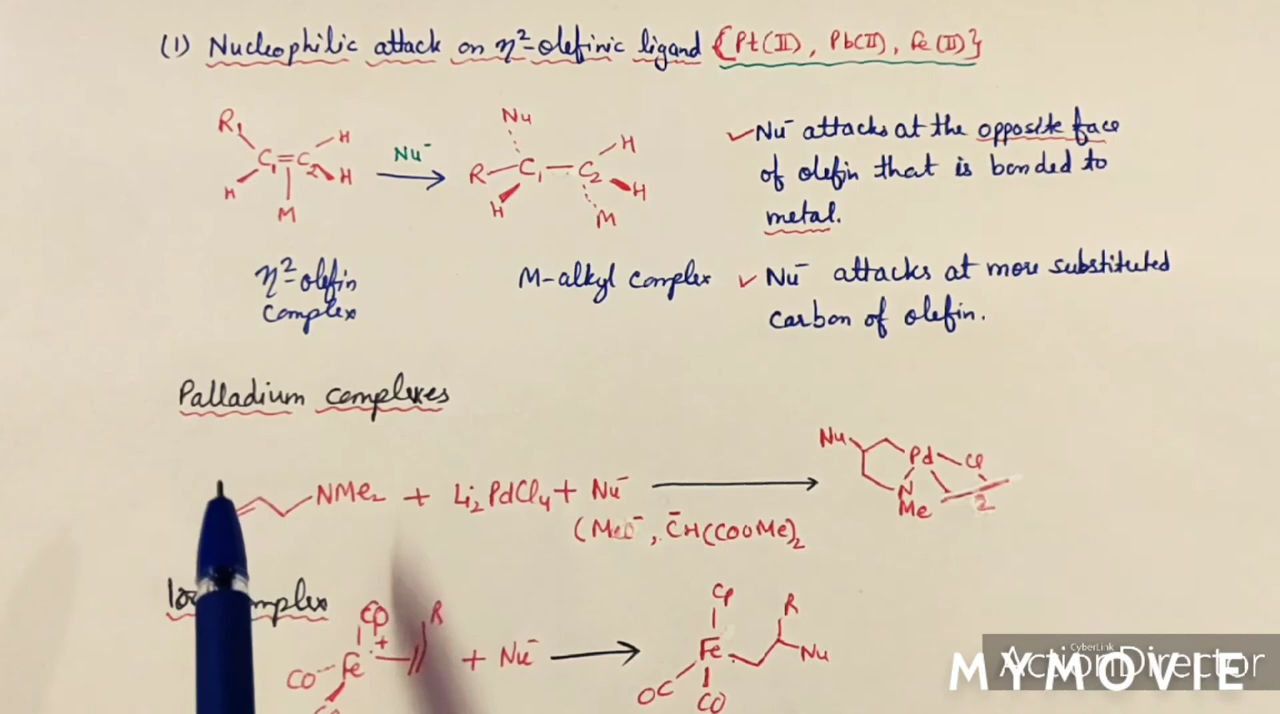 (1) Nucleophilic attack on η²-olefinic ligand {Pt(II), Pb(II), Fe(II)}
R₁ C₁=C₂ H H H M
Nu⁻
Nu R-C₁-C₂ H H H M
✓Nu⁻ attacks at the opposite face
of olefin that is bonded to
metal.
η²-olefin
complex
M-alkyl complex
✓ Nu⁻ attacks at more substituted
carbon of olefin.
Palladium complexes
NMe₂ + Li₂PdCl₄ + Nu⁻
(MeO⁻, C̄H(COOMe)₂
Nu Pd Cl N Me 2
Cp Fe⁺ CO R + Nu⁻
Cp Fe OC CO R Nu
CyberLink
ActionDirector
MYMOVIE